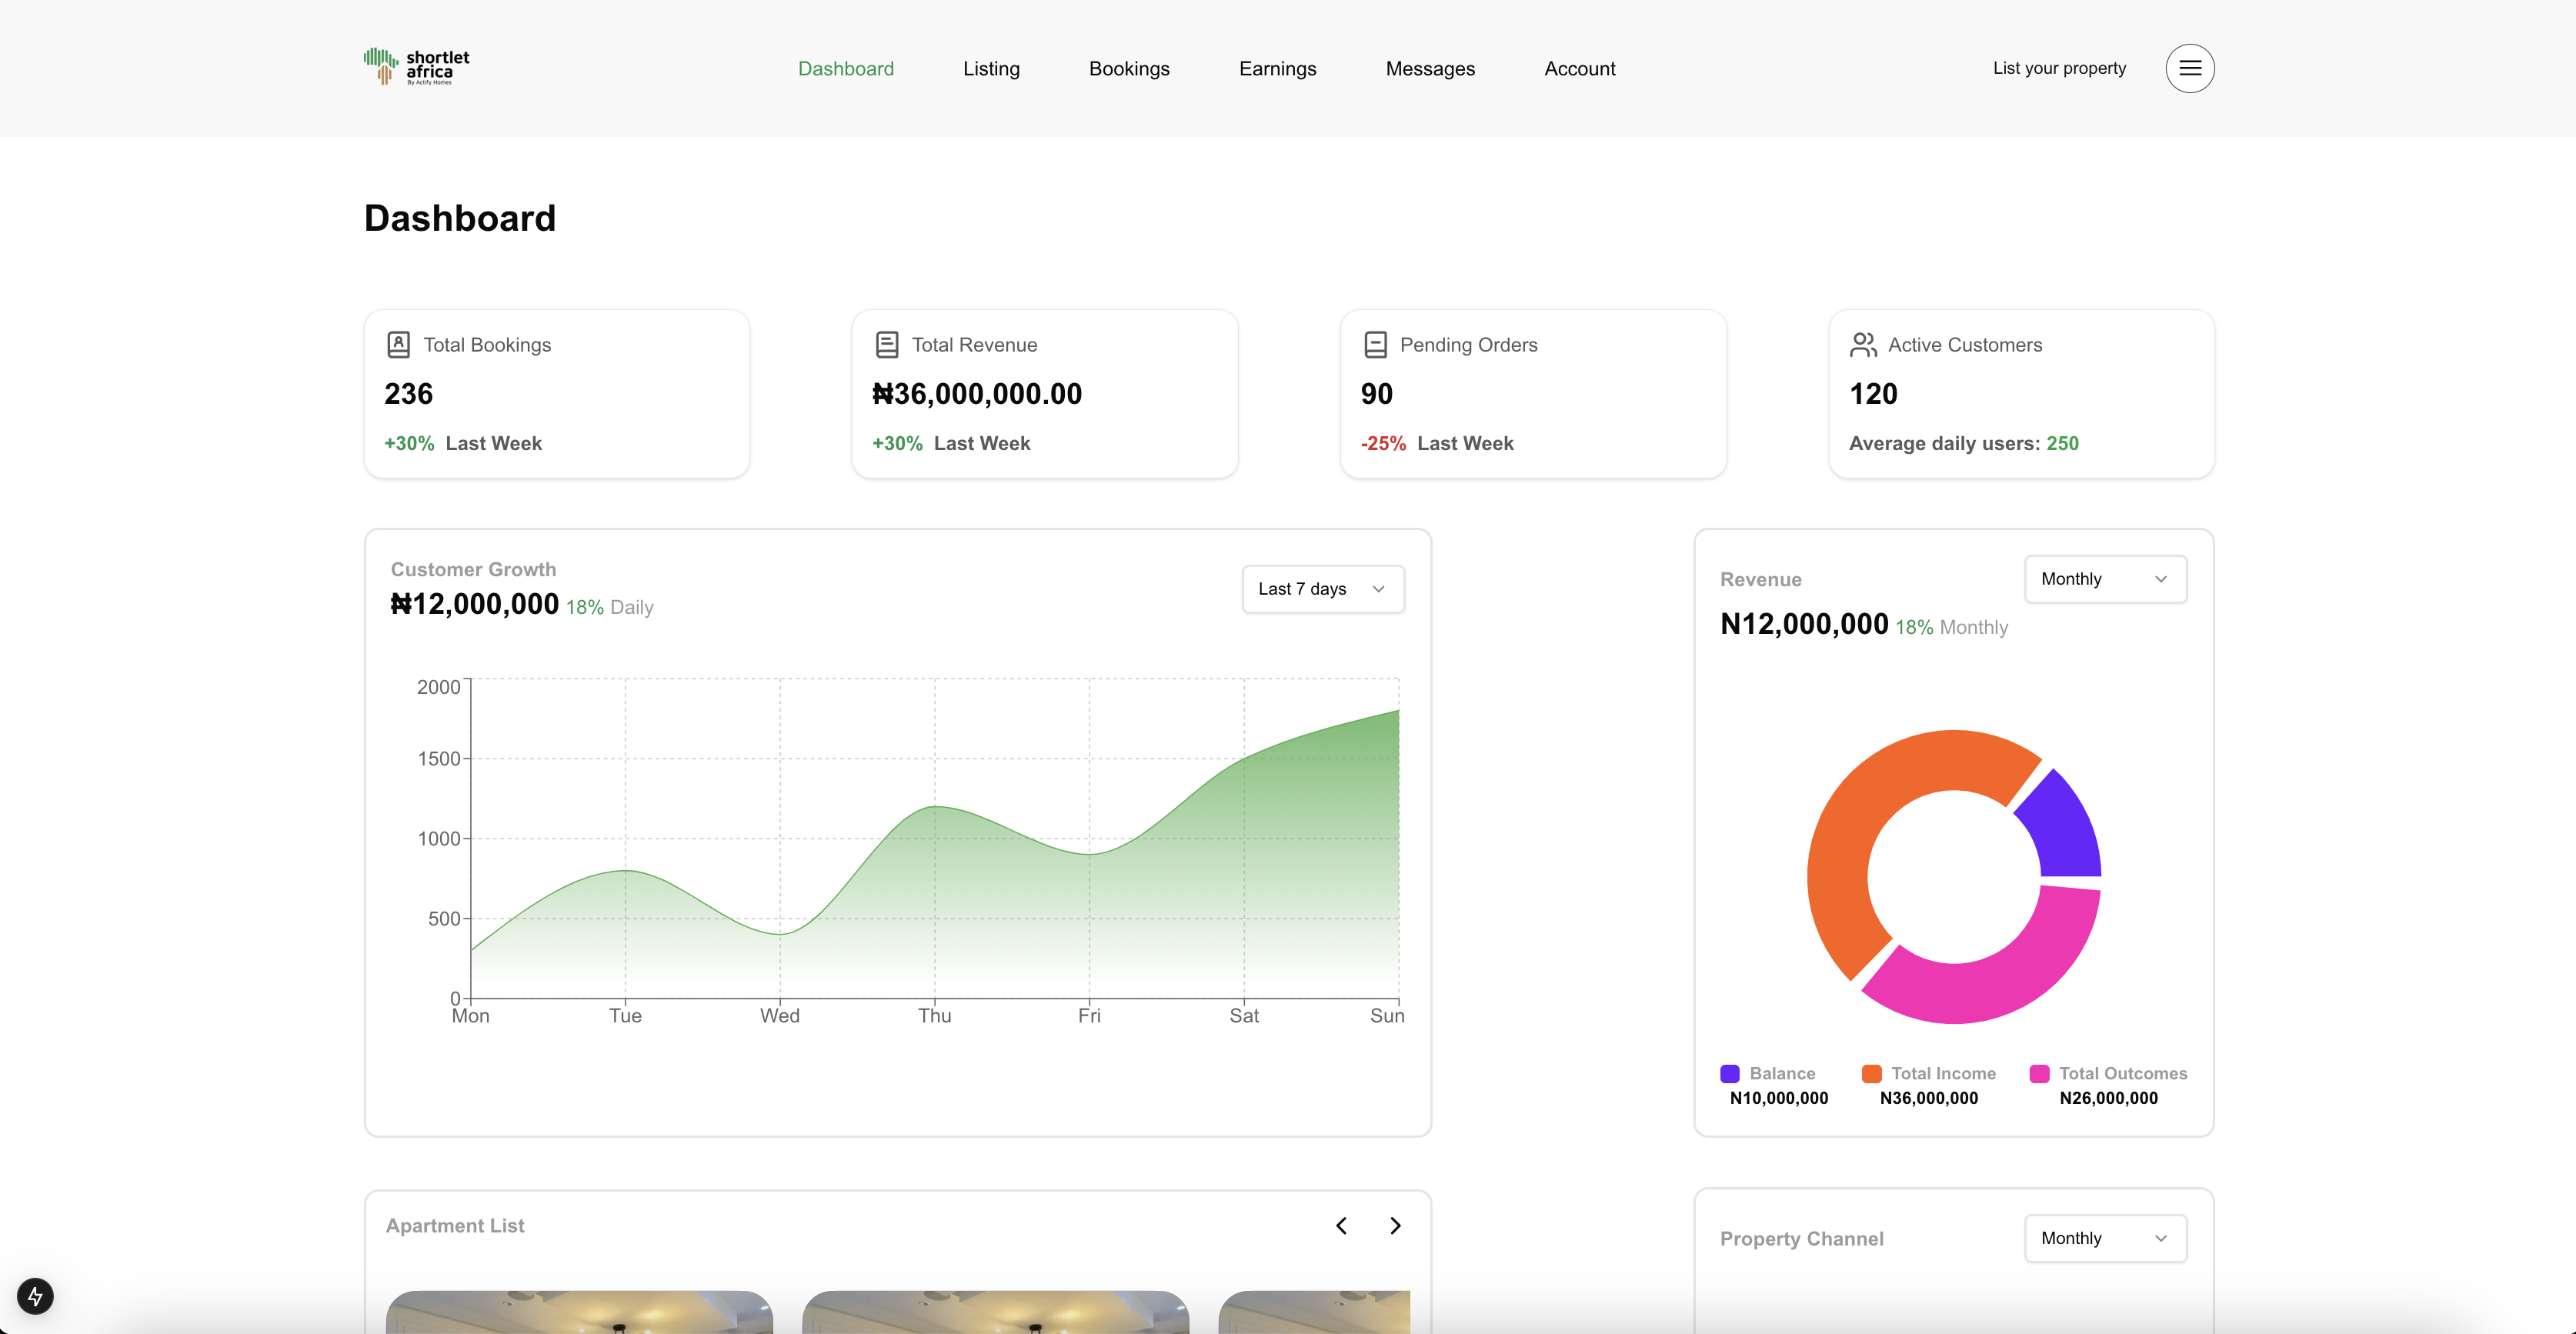 shortlet
africa
By Actify Homes
Dashboard
Listing
Bookings
Earnings
Messages
Account
List your property
Dashboard
Total Bookings
236
+30% Last Week
Total Revenue
₦36,000,000.00
+30% Last Week
Pending Orders
90
-25% Last Week
Active Customers
120
Average daily users: 250
Customer Growth
₦12,000,000 18% Daily
Last 7 days
2000
1500
1000
500
0
Mon
Tue
Wed
Thu
Fri
Sat
Sun
Revenue
Monthly
N12,000,000 18% Monthly
Balance
N10,000,000
Total Income
N36,000,000
Total Outcomes
N26,000,000
Apartment List
Property Channel
Monthly